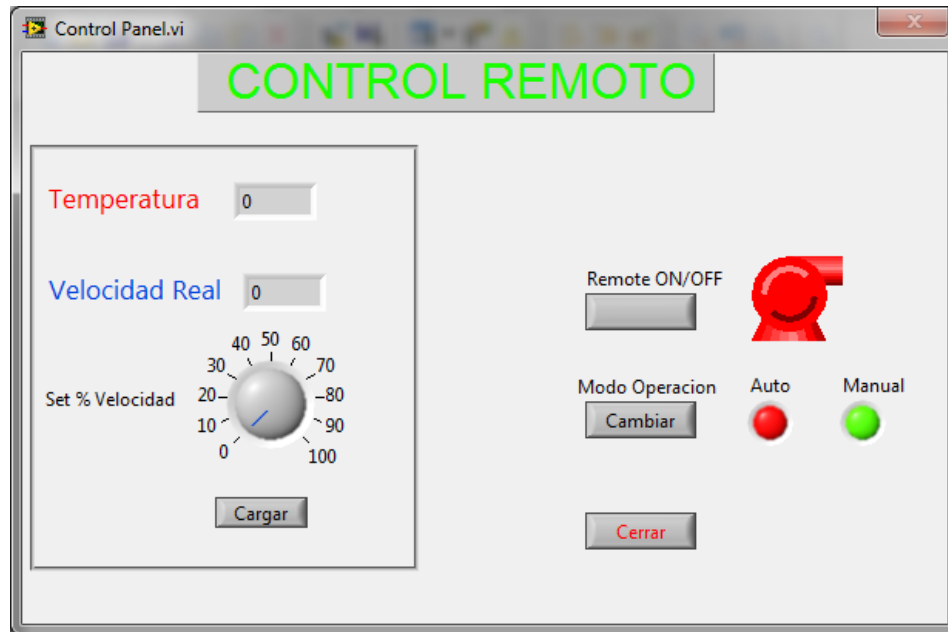 Control Panel.vi
CONTROL REMOTO
Temperatura 0
Velocidad Real 0
Set % Velocidad
0 10 20 30 40 50 60 70 80 90 100
Cargar
Remote ON/OFF
Modo Operacion
Cambiar
Auto
Manual
Cerrar